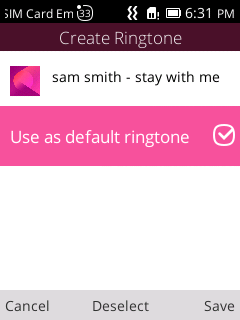 SIM Card Em 33 6:31 PM
Create Ringtone
sam smith - stay with me
Use as default ringtone
Cancel Deselect Save